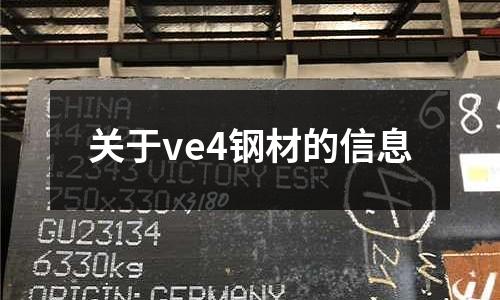 CHINA
关于ve4钢材的信息
1.2343 VICTORY ESR
750x330x3180
GU23134
6330kg
ORIGIN: GERMANY
68